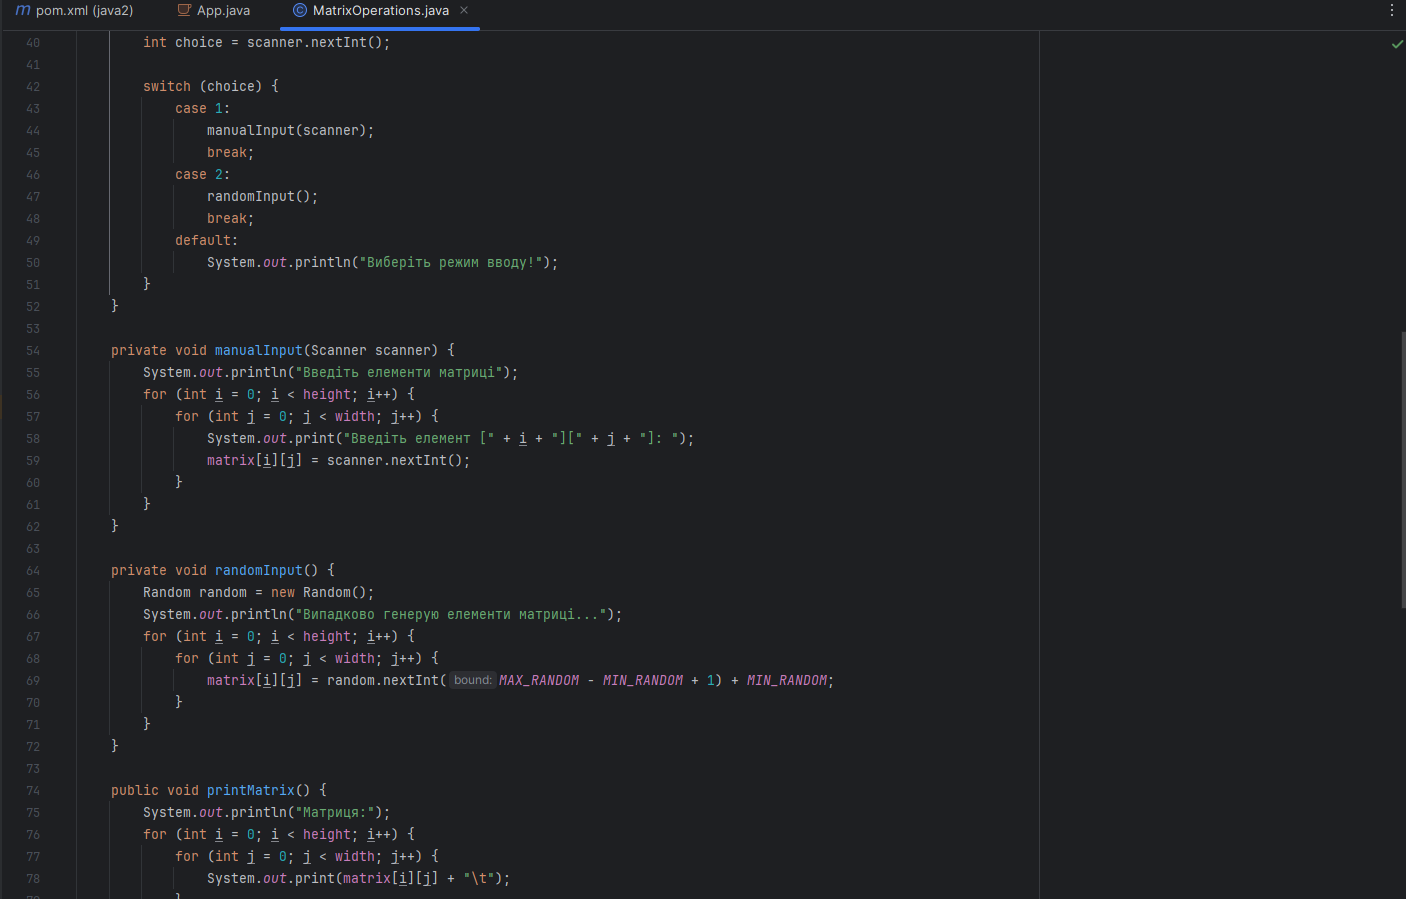 pom.xml (java2) App.java MatrixOperations.java
40 int choice = scanner.nextInt();
41
42 switch (choice) {
43 case 1:
44 manualInput(scanner);
45 break;
46 case 2:
47 randomInput();
48 break;
49 default:
50 System.out.println("Виберіть режим вводу!");
51 }
52 }
53
54 private void manualInput(Scanner scanner) {
55 System.out.println("Введіть елементи матриці");
56 for (int i = 0; i < height; i++) {
57 for (int j = 0; j < width; j++) {
58 System.out.print("Введіть елемент [" + i + "][" + j + "]: ");
59 matrix[i][j] = scanner.nextInt();
60 }
61 }
62 }
63
64 private void randomInput() {
65 Random random = new Random();
66 System.out.println("Випадково генерую елементи матриці...");
67 for (int i = 0; i < height; i++) {
68 for (int j = 0; j < width; j++) {
69 matrix[i][j] = random.nextInt( bound: MAX_RANDOM - MIN_RANDOM + 1) + MIN_RANDOM;
70 }
71 }
72 }
73
74 public void printMatrix() {
75 System.out.println("Матриця:");
76 for (int i = 0; i < height; i++) {
77 for (int j = 0; j < width; j++) {
78 System.out.print(matrix[i][j] + "\t");